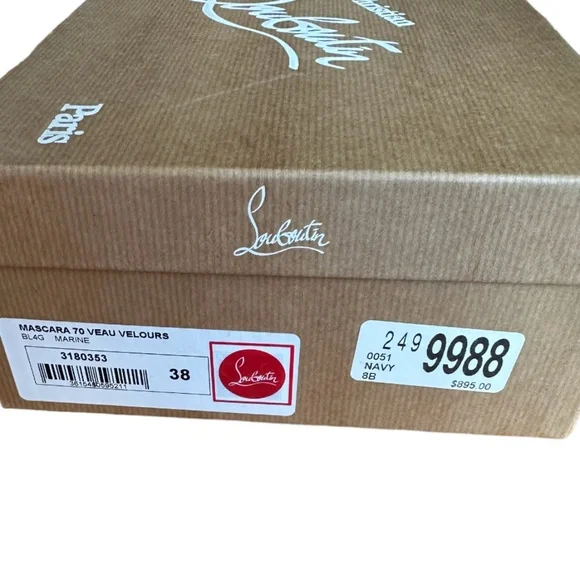 Christian
Louboutin
Paris
Louboutin
MASCARA 70 VEAU VELOURS
BL4G MARINE
3180353
38
Louboutin
249 9988
0051
NAVY
8B
$895.00